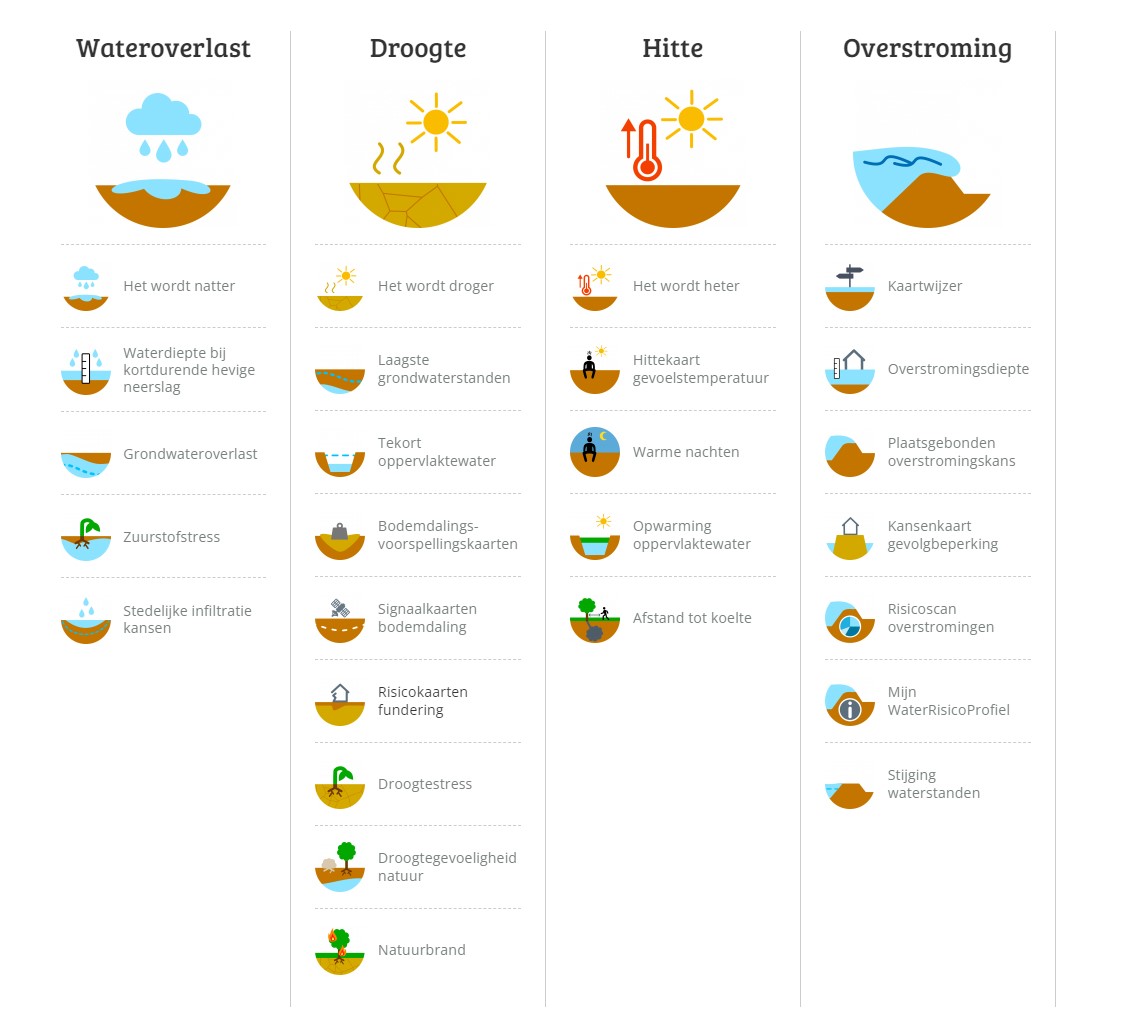 Wateroverlast
Het wordt natter
Waterdiepte bij
kortdurende hevige
neerslag
Grondwateroverlast
Zuurstofstress
Stedelijke infiltratie
kansen
Droogte
Het wordt droger
Laagste
grondwaterstanden
Tekort
oppervlaktewater
Bodemdalings-
voorspellingskaarten
Signaalkaarten
bodemdaling
Risicokaarten
fundering
Droogtestress
Droogtegevoeligheid
natuur
Natuurbrand
Hitte
Het wordt heter
Hittekaart
gevoelstemperatuur
Warme nachten
Opwarming
oppervlaktewater
Afstand tot koelte
Overstroming
Kaartwijzer
Overstromingsdiepte
Plaatsgebonden
overstromingskans
Kansenkaart
gevolgbeperking
Risicoscan
overstromingen
Mijn
WaterRisicoProfiel
Stijging
waterstanden